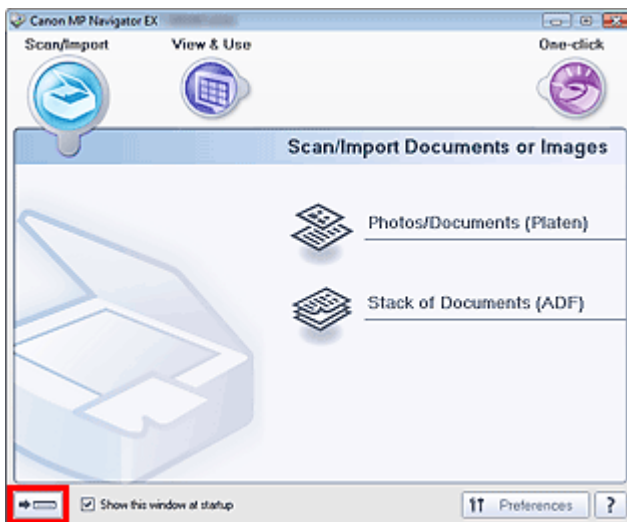 Canon MP Navigator EX
Scan/Import View & Use One-click
Scan/Import Documents or Images
Photos/Documents (Platen)
Stack of Documents (ADF)
Show this window at startup Preferences ?